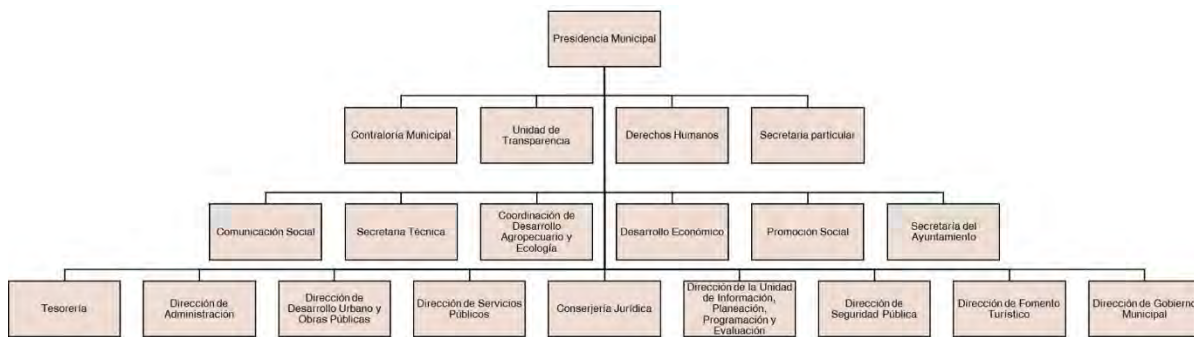 Presidencia Municipal
Contraloría Municipal
Unidad de
Transparencia
Derechos Humanos
Secretaria particular
Comunicación Social
Secretaria Técnica
Coordinación de
Desarrollo
Agropecuario y
Ecología
Desarrollo Económico
Promoción Social
Secretaría del
Ayuntamiento
Tesorería
Dirección de
Administración
Dirección de
Desarrollo Urbano y
Obras Públicas
Dirección de Servicios
Públicos
Conserjería Jurídica
Dirección de la Unidad
de Información,
Planeación,
Programación y
Evaluación
Dirección de
Seguridad Pública
Dirección de Fomento
Turístico
Dirección de Gobierno
Municipal